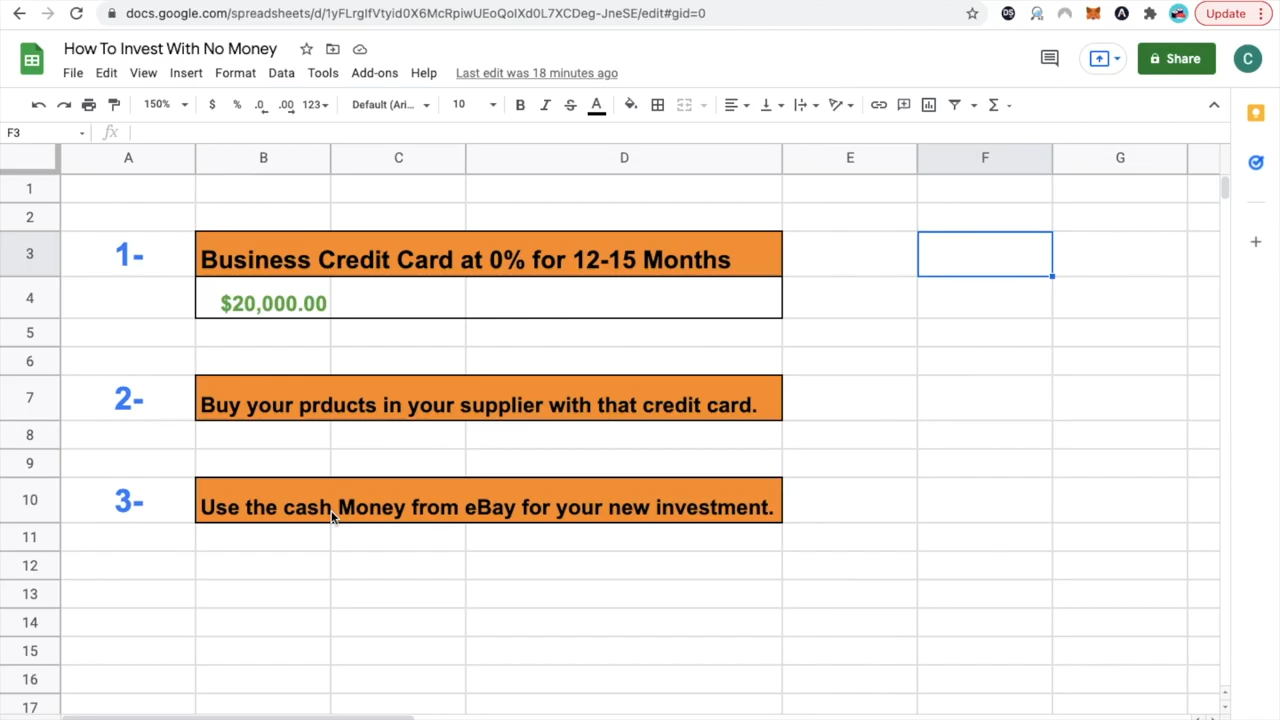 docs.google.com/spreadsheets/d/1yFLrgIfVtyid0X6McRpiwUEoQoIXd0L7XCDeg-JneSE/edit#gid=0
Update
How To Invest With No Money
File Edit View Insert Format Data Tools Add-ons Help Last edit was 18 minutes ago
Share
C
150% $ % .0 .00 123 Default (Ari... 10 B I S A
F3 fx
A B C D E F G
1
2
3 1- Business Credit Card at 0% for 12-15 Months
4 $20,000.00
5
6
7 2- Buy your prducts in your supplier with that credit card.
8
9
10 3- Use the cash Money from eBay for your new investment.
11
12
13
14
15
16
17